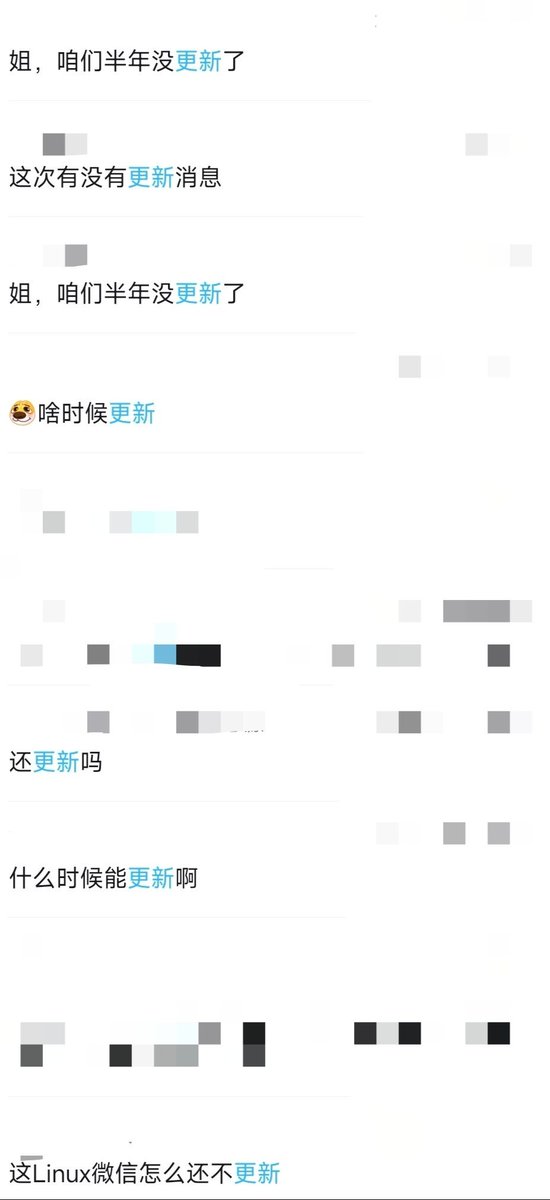 姐，咱们半年没更新了
这次有没有更新消息
姐，咱们半年没更新了
啥时候更新
还更新吗
什么时候能更新啊
这Linux微信怎么还不更新